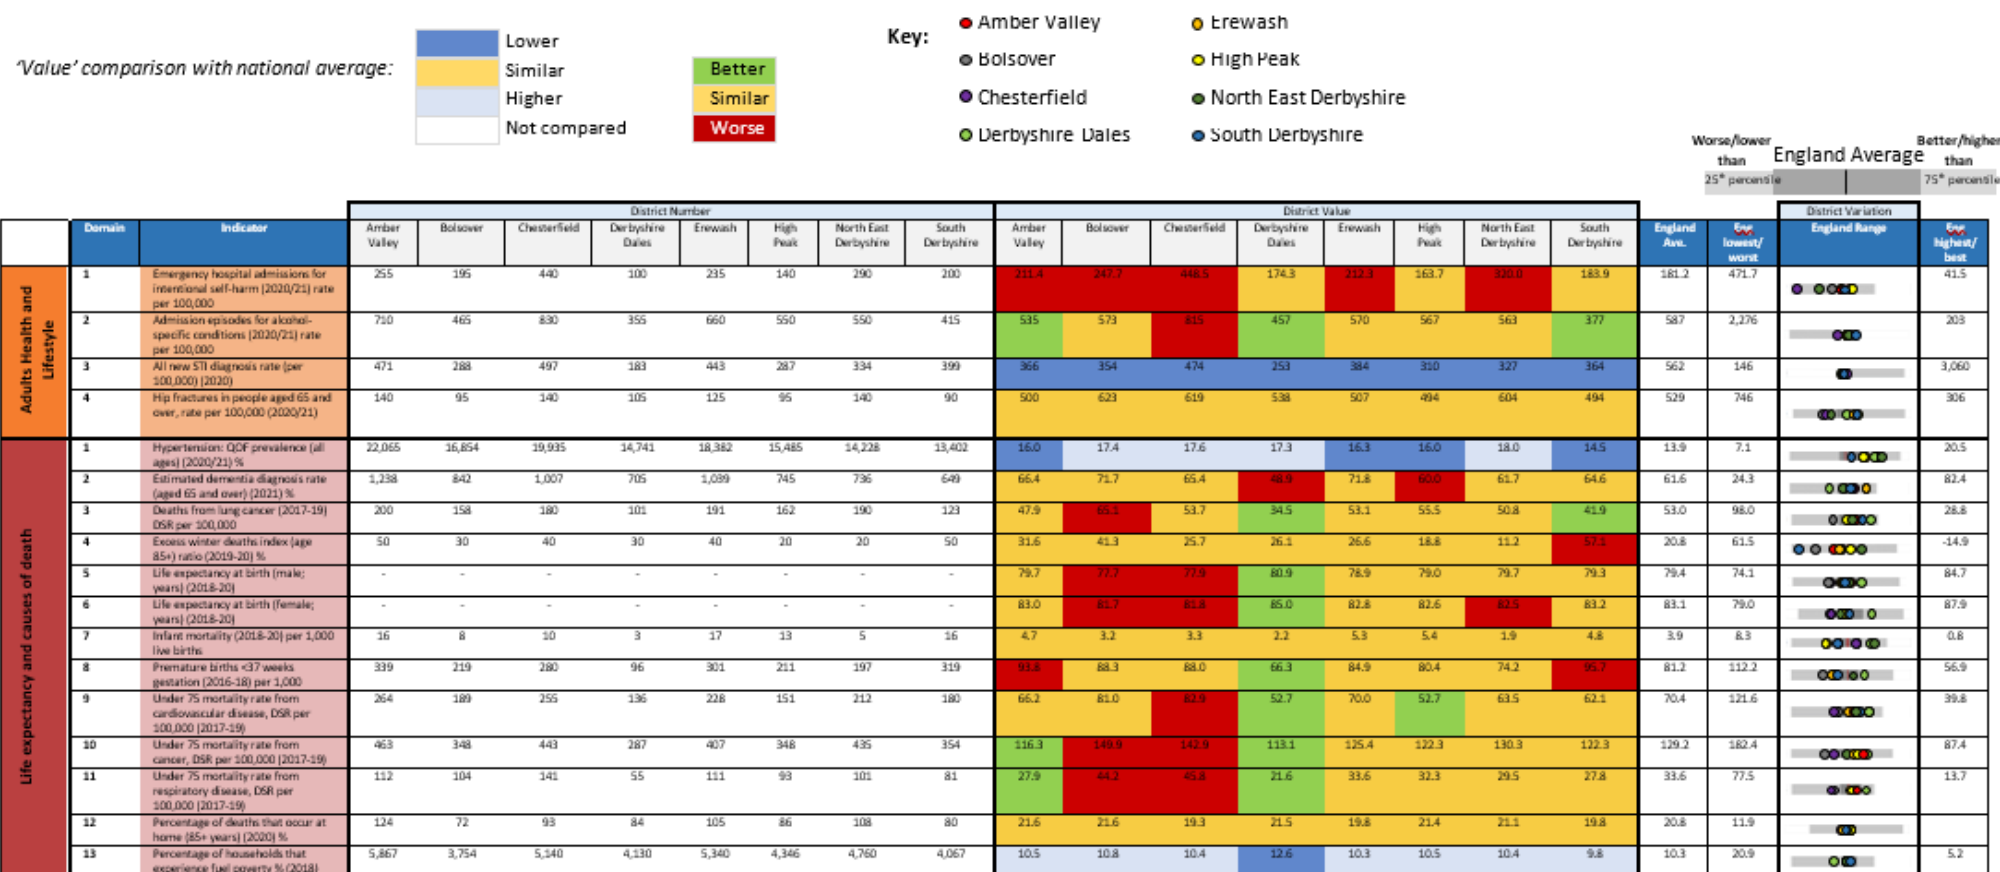 'Value' comparison with national average:
Lower
Similar
Higher
Not compared
Better
Similar
Worse
Key:
Amber Valley
Erewash
Bolsover
High Peak
Chesterfield
North East Derbyshire
Derbyshire Dales
South Derbyshire
Worse/lower than 25th percentile
England Average
Better/higher than 75th percentile
District Number District Value District Variation
Domain Indicator Amber Valley Bolsover Chesterfield Derbyshire Dales Erewash High Peak North East Derbyshire South Derbyshire Amber Valley Bolsover Chesterfield Derbyshire Dales Erewash High Peak North East Derbyshire South Derbyshire England Ave. Eng lowest/ worst England Range Eng highest/ best
Adults Health and Lifestyle
1 Emergency hospital admissions for intentional self-harm (2020/21) rate per 100,000 255 195 440 100 235 140 290 200 211.4 247.7 448.5 174.3 212.3 163.7 320.0 183.9 181.2 471.7 41.5
2 Admission episodes for alcohol-specific conditions (2020/21) rate per 100,000 710 465 830 355 660 550 550 415 535 573 815 457 570 567 563 377 587 2,276 203
3 All new STI diagnosis rate (per 100,000) (2020) 471 288 497 183 443 287 334 399 366 354 474 253 384 310 327 364 562 146 3,060
4 Hip fractures in people aged 65 and over, rate per 100,000 (2020/21) 140 95 140 105 125 95 140 90 500 623 619 538 507 494 604 494 529 746 306
Life expectancy and causes of death
1 Hypertension: QOF prevalence (all ages) (2020/21) % 22,065 16,854 19,935 14,741 18,382 15,485 14,228 13,402 16.0 17.4 17.6 17.3 16.3 16.0 18.0 14.5 13.9 7.1 20.5
2 Estimated dementia diagnosis rate (aged 65 and over) (2021) % 1,238 842 1,007 705 1,039 745 736 649 66.4 71.7 65.4 48.9 71.8 60.0 61.7 64.6 61.6 24.3 82.4
3 Deaths from lung cancer (2017-19) DSR per 100,000 200 158 180 101 191 162 190 123 47.9 65.1 53.7 34.5 53.1 55.5 50.8 41.9 53.0 98.0 28.8
4 Excess winter deaths index (age 85+) ratio (2019-20) % 50 30 40 30 40 20 20 50 31.6 41.3 25.7 26.1 26.6 18.8 11.2 57.1 20.8 61.5 -14.9
5 Life expectancy at birth (male; years) (2018-20) - - - - - - - - 79.7 77.7 77.9 80.9 78.9 79.0 79.7 79.3 79.4 74.1 84.7
6 Life expectancy at birth (female; years) (2018-20) - - - - - - - - 83.0 81.7 81.8 85.0 82.8 82.6 82.5 83.2 83.1 79.0 87.9
7 Infant mortality (2018-20) per 1,000 live births 16 8 10 3 17 13 5 16 4.7 3.2 3.3 2.2 5.3 5.4 1.9 4.8 3.9 8.3 0.8
8 Premature births <37 weeks gestation (2016-18) per 1,000 339 219 280 96 301 211 197 319 93.8 88.3 88.0 66.3 84.9 80.4 74.2 95.7 81.2 112.2 56.9
9 Under 75 mortality rate from cardiovascular disease, DSR per 100,000 (2017-19) 264 189 255 136 228 151 212 180 66.2 81.0 82.9 52.7 70.0 52.7 63.5 62.1 70.4 121.6 39.8
10 Under 75 mortality rate from cancer, DSR per 100,000 (2017-19) 463 348 443 287 407 348 435 354 116.3 149.9 142.9 113.1 125.4 122.3 130.3 122.3 129.2 182.4 87.4
11 Under 75 mortality rate from respiratory disease, DSR per 100,000 (2017-19) 112 104 141 55 111 93 101 81 27.9 44.2 45.8 21.6 33.6 32.3 29.5 27.8 33.6 77.5 13.7
12 Percentage of deaths that occur at home (85+ years) (2020) % 124 72 93 84 105 86 108 80 21.6 21.6 19.3 21.5 19.8 21.4 21.1 19.8 20.8 11.9
13 Percentage of households that experience fuel poverty % (2018) 5,867 3,754 5,140 4,130 5,340 4,346 4,760 4,067 10.5 10.8 10.4 12.6 10.3 10.5 10.4 9.8 10.3 20.9 5.2